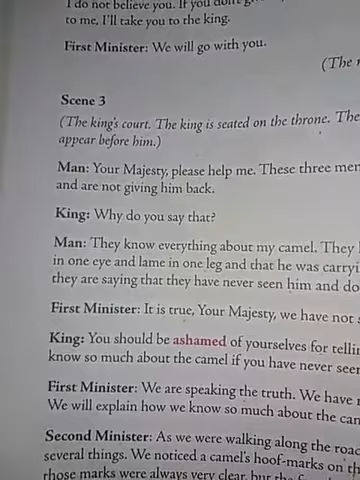 I do not believe you. If you don't
to me, I'll take you to the king.
First Minister: We will go with you.
(The
Scene 3
(The king's court. The king is seated on the throne. The
appear before him.)
Man: Your Majesty, please help me. These three men
and are not giving him back.
King: Why do you say that?
Man: They know everything about my camel. They
in one eye and lame in one leg and that he was
they are saying that they have never seen him and
First Minister: It is true, Your Majesty, we have not
King: You should be ashamed of yourselves for
know so much about the camel if you have never
First Minister: We are speaking the truth. We have
We will explain how we know so much about the
Second Minister: As we were walking along the
several things. We noticed a camel's hoof-marks on
those marks were always very clear but the